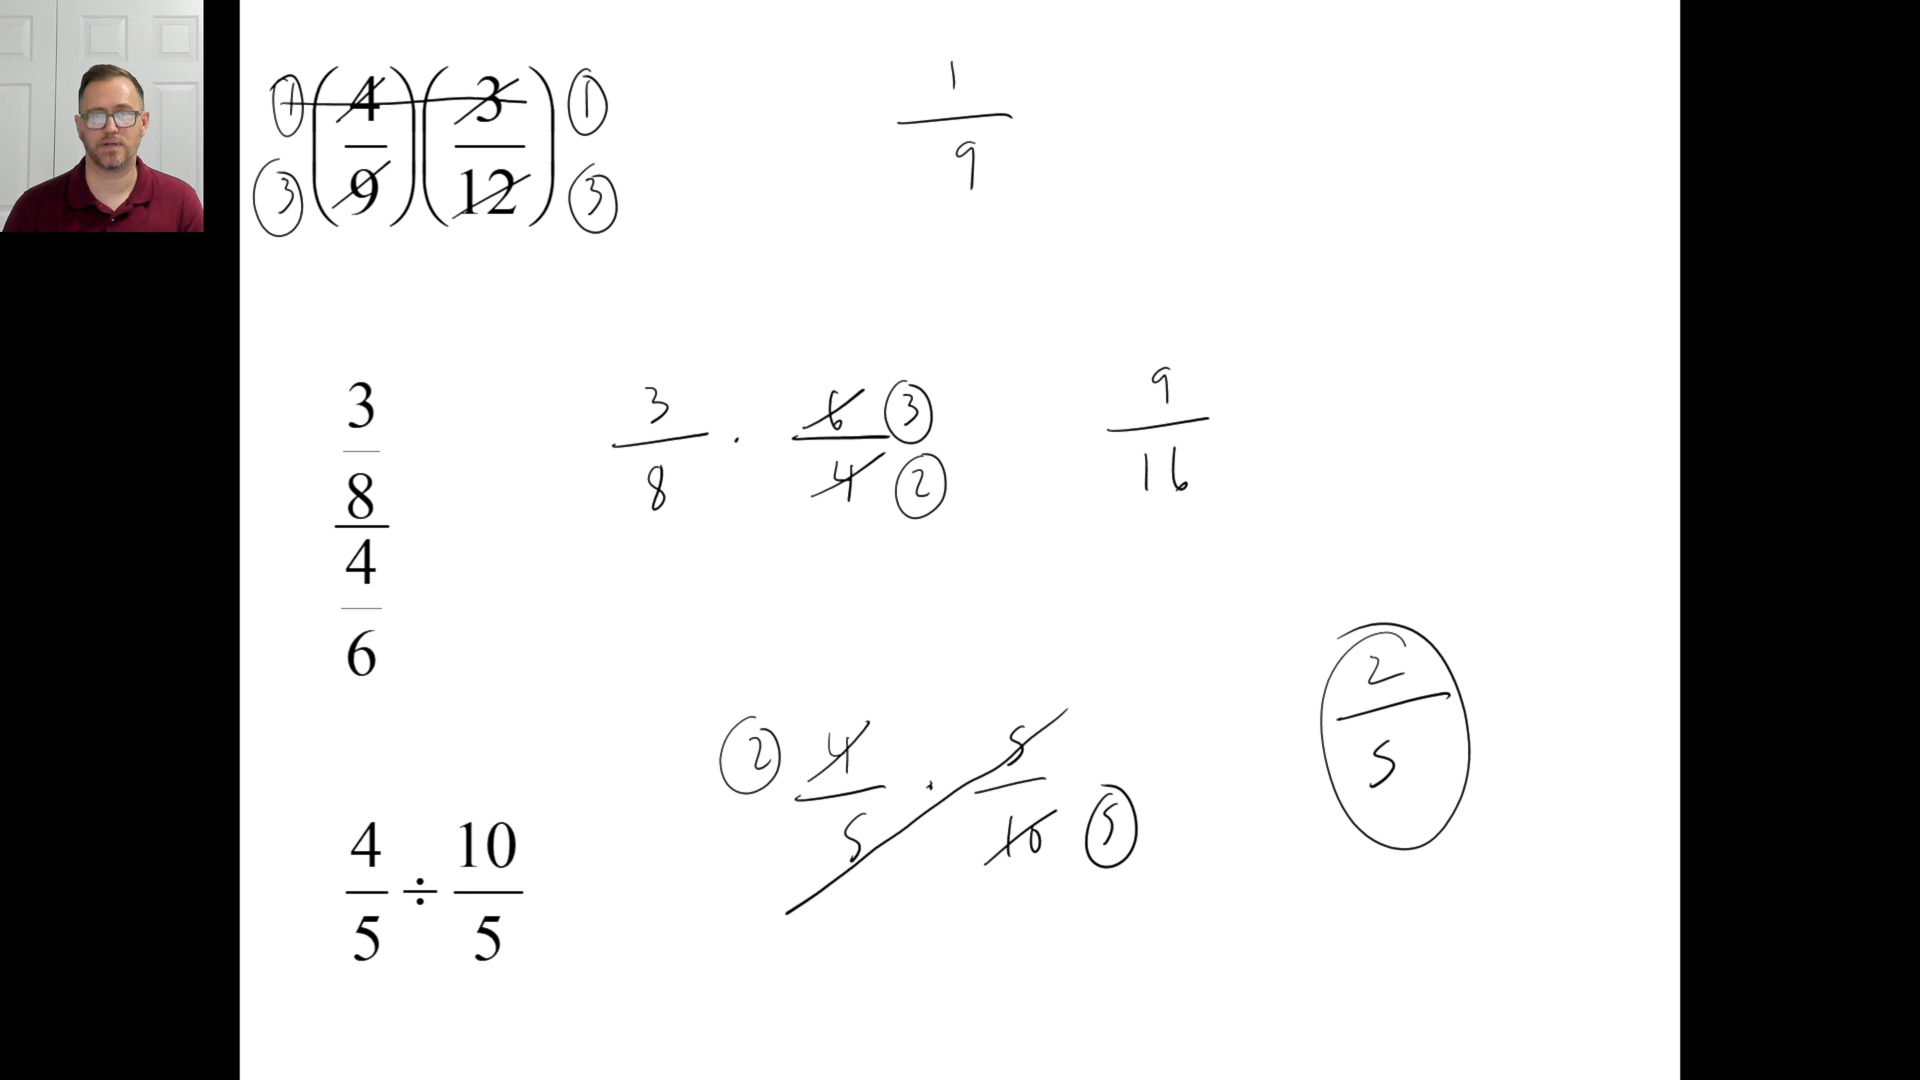 ① (4/9)(3/12) ① 1/9
③ ③
3/8 / 4/6 3/8 · 6/4 ③ ② 9/16
4/5 ÷ 10/5 ② 4/5 · 5/10 ⑤ 2/5